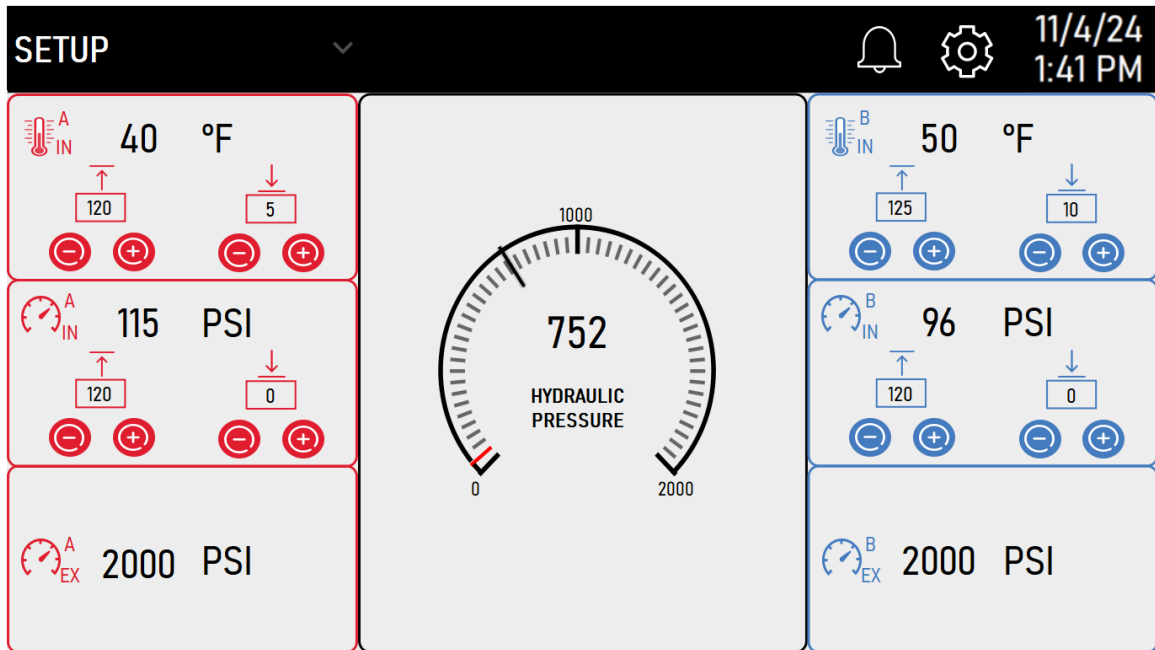 SETUP
11/4/24
1:41 PM
A
IN
40 °F
120
5
A
IN
115 PSI
120
0
A
EX
2000 PSI
1000
752
HYDRAULIC
PRESSURE
0
2000
B
IN
50 °F
125
10
B
IN
96 PSI
120
0
B
EX
2000 PSI